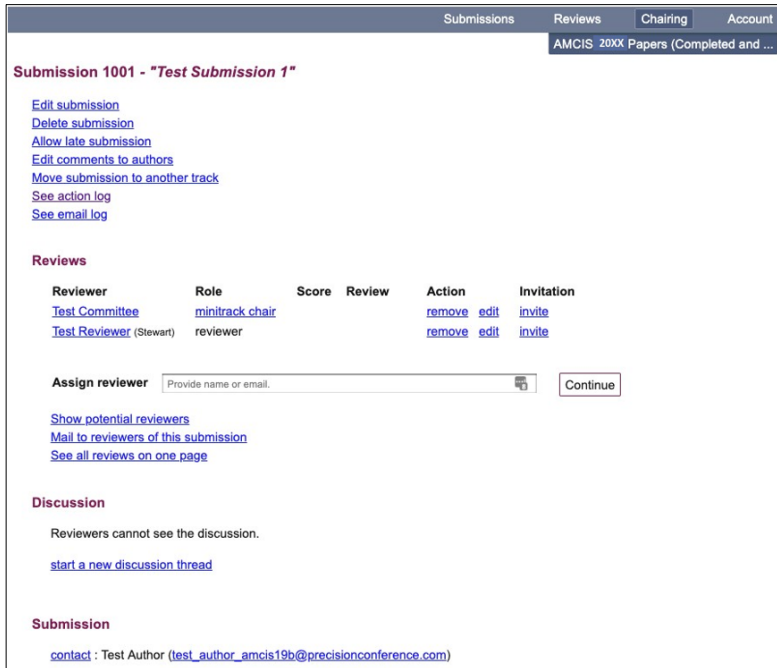 Submissions Reviews Chairing Account
AMCIS 20XX Papers (Completed and ...
Submission 1001 - "Test Submission 1"
Edit submission
Delete submission
Allow late submission
Edit comments to authors
Move submission to another track
See action log
See email log
Reviews
Reviewer Role Score Review Action Invitation
Test Committee minitrack chair remove edit invite
Test Reviewer (Stewart) reviewer remove edit invite
Assign reviewer Provide name or email. Continue
Show potential reviewers
Mail to reviewers of this submission
See all reviews on one page
Discussion
Reviewers cannot see the discussion.
start a new discussion thread
Submission
contact : Test Author (test_author_amcis19b@precisionconference.com)